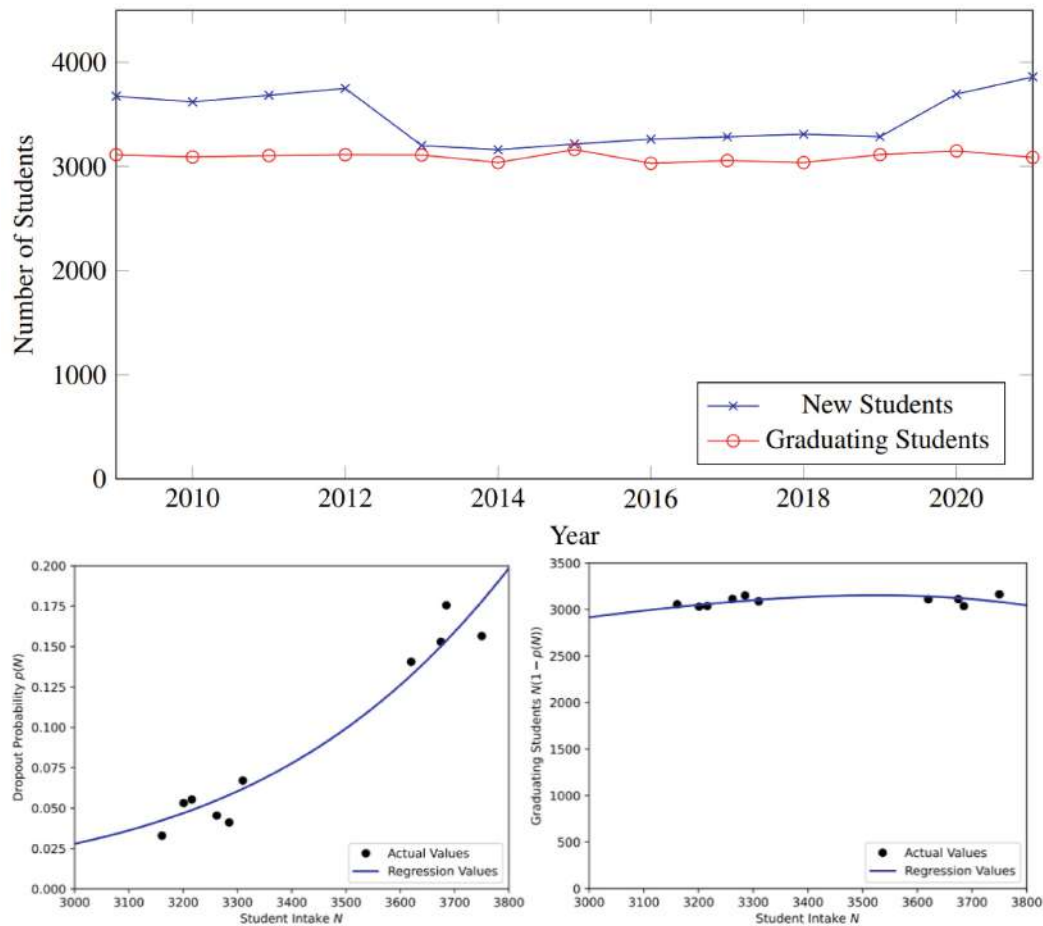 4000
3000
2000
1000
0
Number of Students
New Students
Graduating Students
2010 2012 2014 2016 2018 2020
Year
0.200
0.175
0.150
0.125
0.100
0.075
0.050
0.025
0.000
Dropout Probability p(N)
Actual Values
Regression Values
3000 3100 3200 3300 3400 3500 3600 3700 3800
Student Intake N
3500
3000
2500
2000
1500
1000
500
0
Graduating Students N(1 − p(N))
Actual Values
Regression Values
3000 3100 3200 3300 3400 3500 3600 3700 3800
Student Intake N